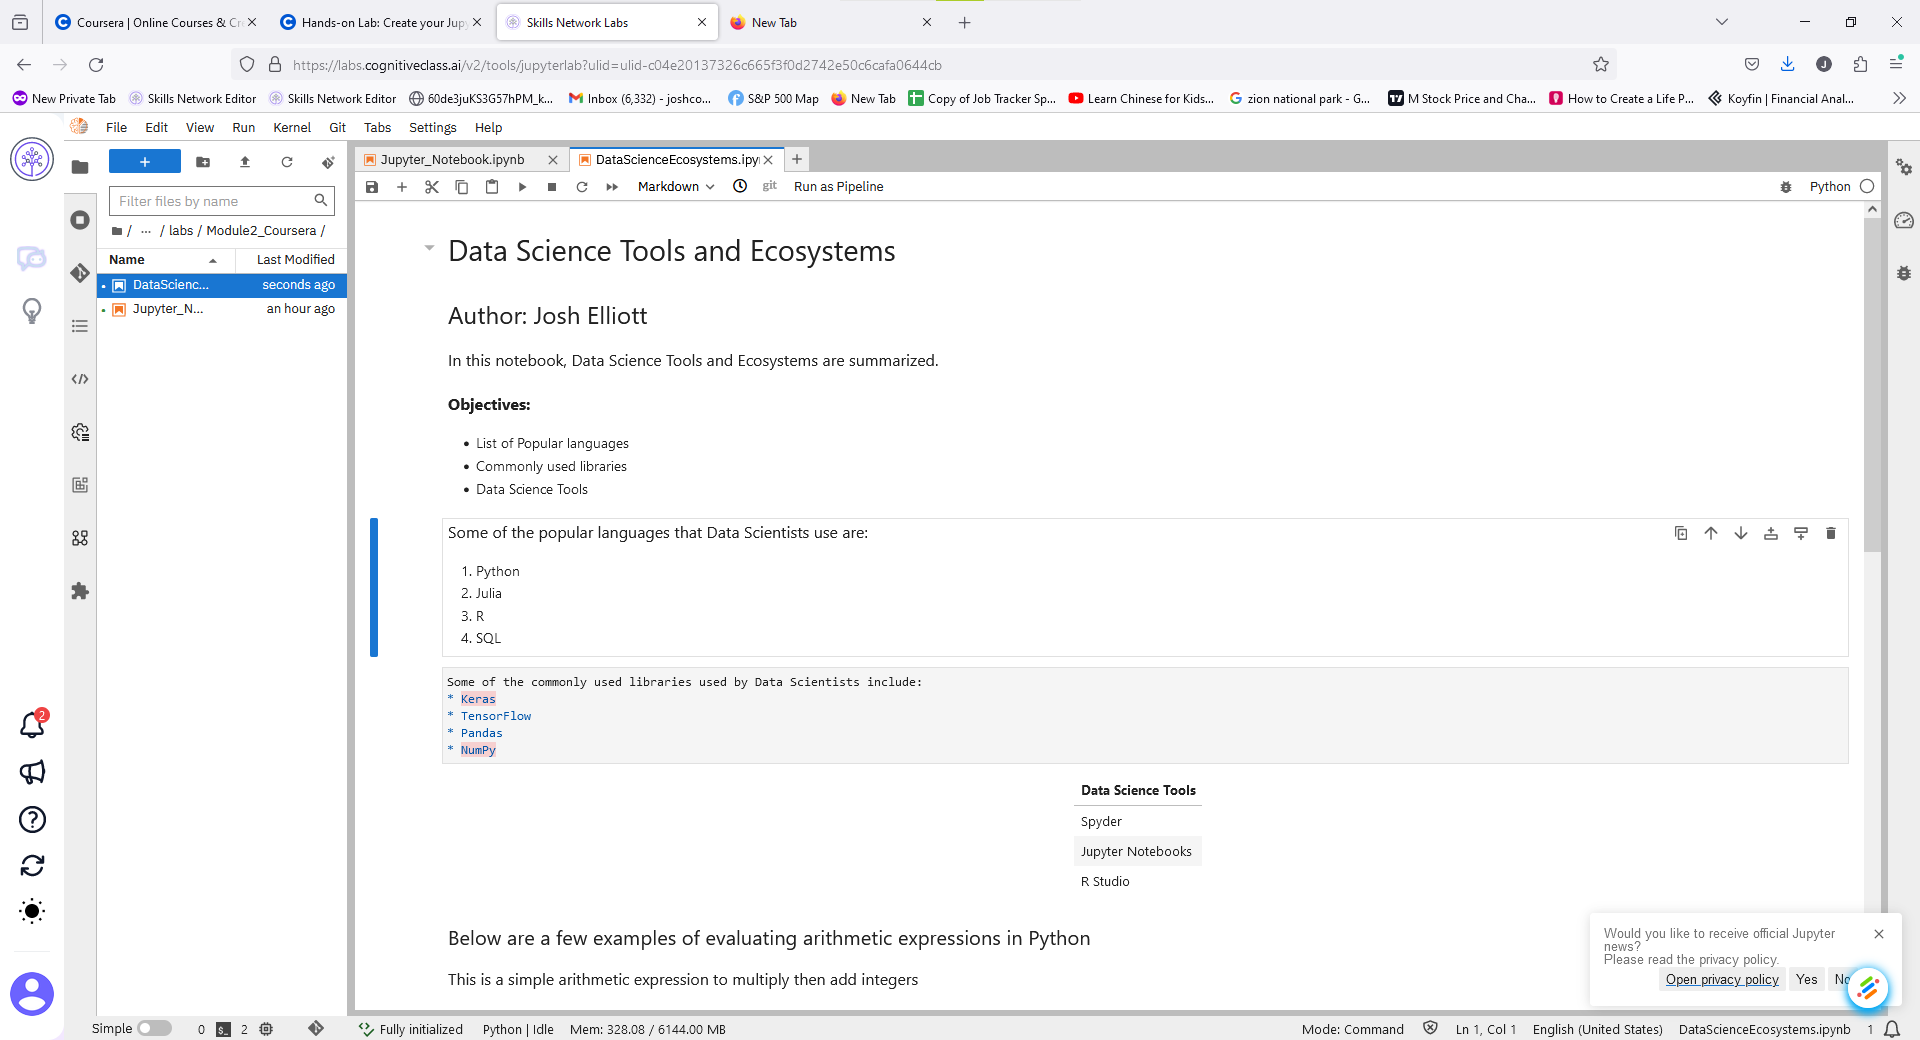 Coursera | Online Courses & Cr
Hands-on Lab: Create your Jupy
Skills Network Labs
New Tab
https://labs.cognitiveclass.ai/v2/tools/jupyterlab?ulid=ulid-c04e20137326c665f3f0d2742e50c6cafa0644cb
New Private Tab
Skills Network Editor
Skills Network Editor
60de3juKS3G57hPM_k...
Inbox (6,332) - joshco...
S&P 500 Map
New Tab
Copy of Job Tracker Sp...
Learn Chinese for Kids...
zion national park - G...
M Stock Price and Cha...
How to Create a Life P...
Koyfin | Financial Anal...
File Edit View Run Kernel Git Tabs Settings Help
Jupyter_Notebook.ipynb
DataScienceEcosystems.ipy
Filter files by name
/ ... / labs / Module2_Coursera /
Name Last Modified
DataScienc... seconds ago
Jupyter_N... an hour ago
Markdown
git
Run as Pipeline
Python
Data Science Tools and Ecosystems
Author: Josh Elliott
In this notebook, Data Science Tools and Ecosystems are summarized.
Objectives:
• List of Popular languages
• Commonly used libraries
• Data Science Tools
Some of the popular languages that Data Scientists use are:
1. Python
2. Julia
3. R
4. SQL
Some of the commonly used libraries used by Data Scientists include:
* Keras
* TensorFlow
* Pandas
* NumPy
Data Science Tools
Spyder
Jupyter Notebooks
R Studio
Below are a few examples of evaluating arithmetic expressions in Python
This is a simple arithmetic expression to multiply then add integers
2
Would you like to receive official Jupyter
news?
Please read the privacy policy.
Open privacy policy Yes No
Simple 0 2
Fully initialized
Python | Idle
Mem: 328.08 / 6144.00 MB
Mode: Command
Ln 1, Col 1
English (United States)
DataScienceEcosystems.ipynb
1